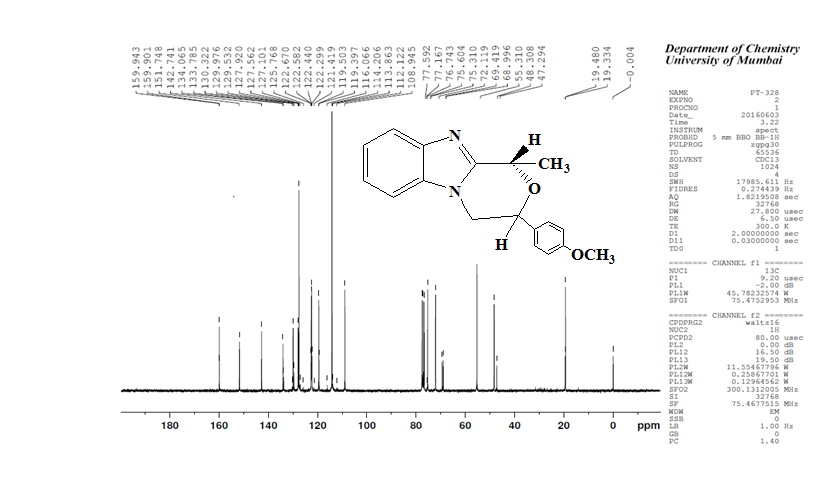 159.943
159.901
151.748
142.741
134.065
133.785
130.322
129.976
129.532
127.920
127.562
127.101
125.768
122.670
122.582
122.440
122.299
121.419
119.503
119.397
116.066
114.206
113.863
112.122
108.945
77.592
77.167
76.743
75.604
75.310
72.119
69.419
68.996
55.310
48.308
47.294
19.480
19.334
-0.004
Department of Chemistry
University of Mumbai
NAME PT-328
EXPNO 2
PROCNO 1
Date_ 20160603
Time 3.22
INSTRUM spect
PROBHD 5 mm BBO BB-1H
PULPROG zgpg30
TD 65536
SOLVENT CDCl3
NS 1024
DS 4
SWH 17985.611 Hz
FIDRES 0.274439 Hz
AQ 1.8219508 sec
RG 32768
DW 27.800 usec
DE 6.50 usec
TE 300.0 K
D1 2.00000000 sec
D11 0.03000000 sec
TD0 1
======== CHANNEL f1 ========
NUC1 13C
P1 9.20 usec
PL1 -2.00 dB
PL1W 45.78232574 W
SFO1 75.4752953 MHz
======== CHANNEL f2 ========
CPDPRG2 waltz16
NUC2 1H
PCPD2 80.00 usec
PL2 0.00 dB
PL12 16.50 dB
PL13 19.50 dB
PL2W 11.55467796 W
PL12W 0.25867701 W
PL13W 0.12964562 W
SFO2 300.1312005 MHz
SI 32768
SF 75.4677515 MHz
WDW EM
SSB 0
LB 1.00 Hz
GB 0
PC 1.40
N
H
CH3
O
N
H
OCH3
180 160 140 120 100 80 60 40 20 0 ppm